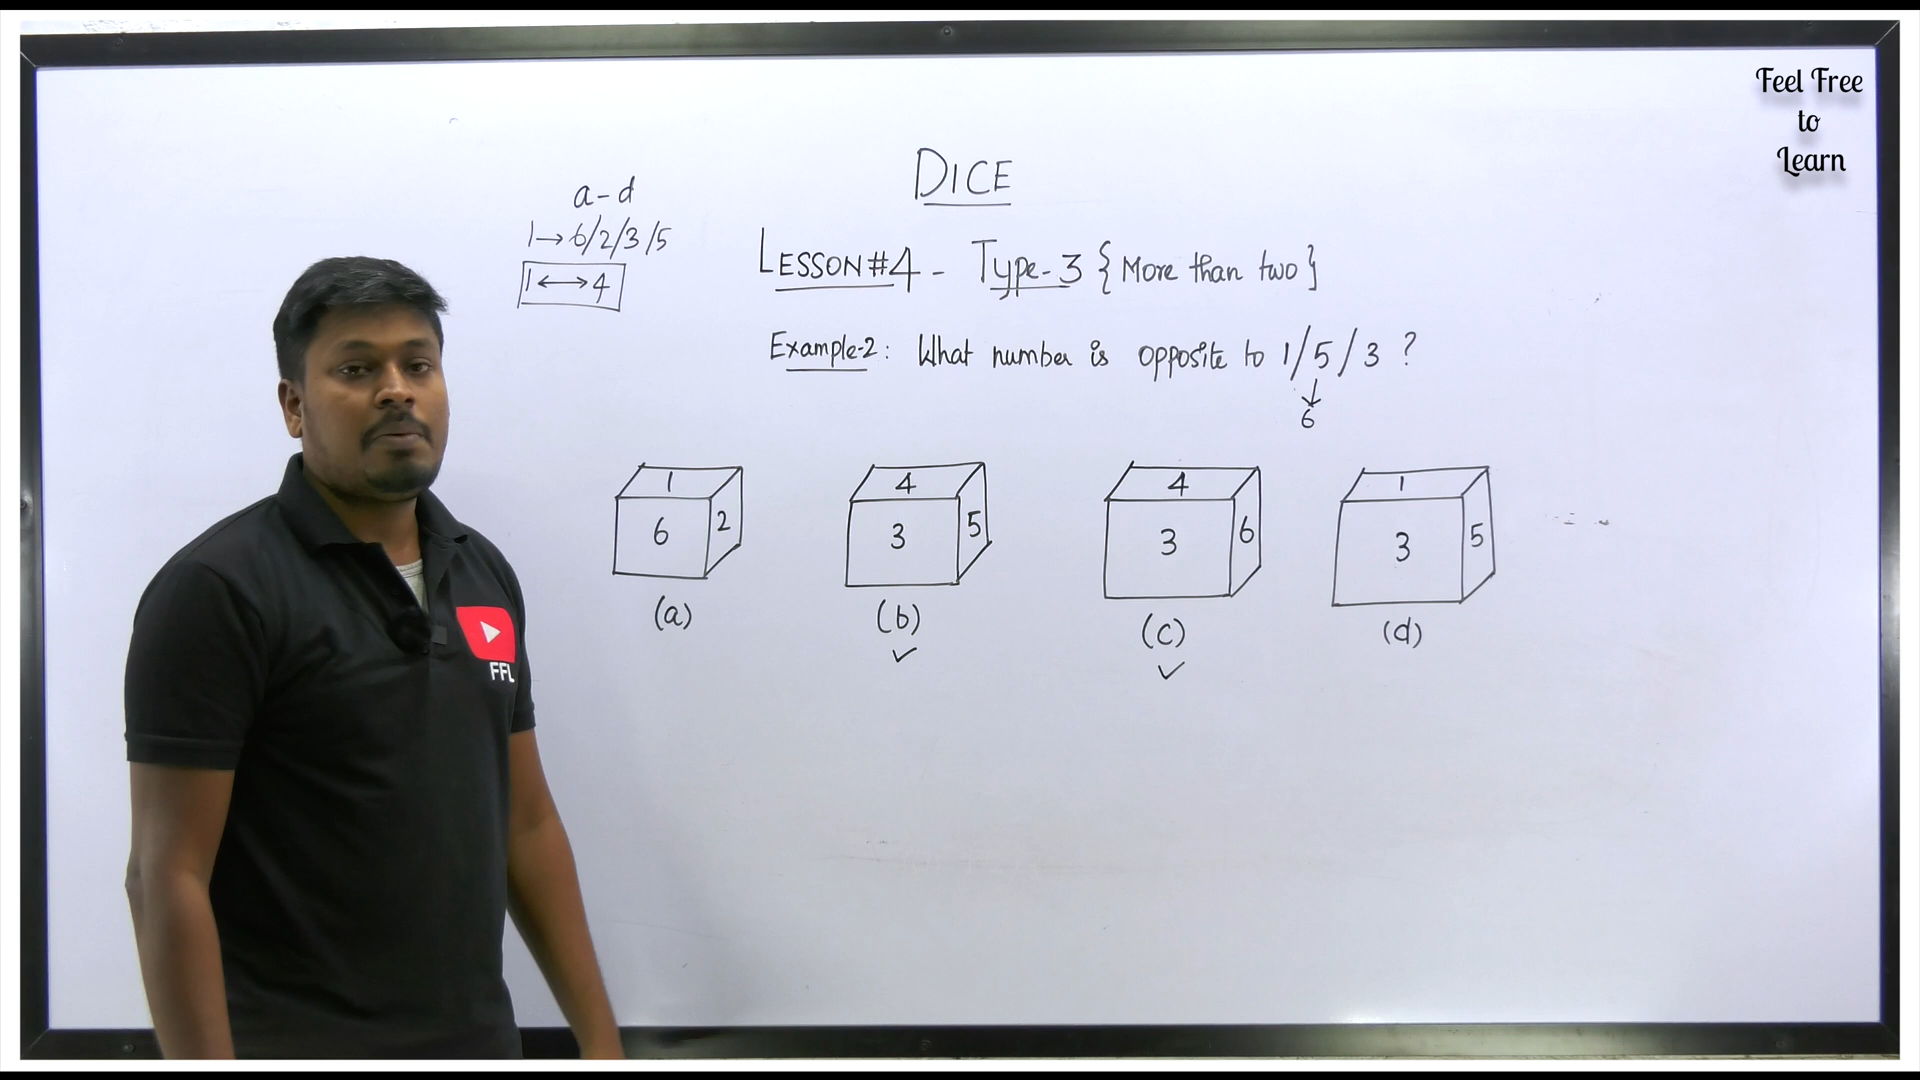 Feel Free
to
Learn
DICE
a-d
1→6/2/3/5
1↔4
LESSON#4 - Type-3 {More than two}
Example-2: What number is opposite to 1/5/3 ?
↓
6
1
6 2
(a)
4
3 5
(b)
✓
4
3 6
(c)
✓
1
3 5
(d)
FFL